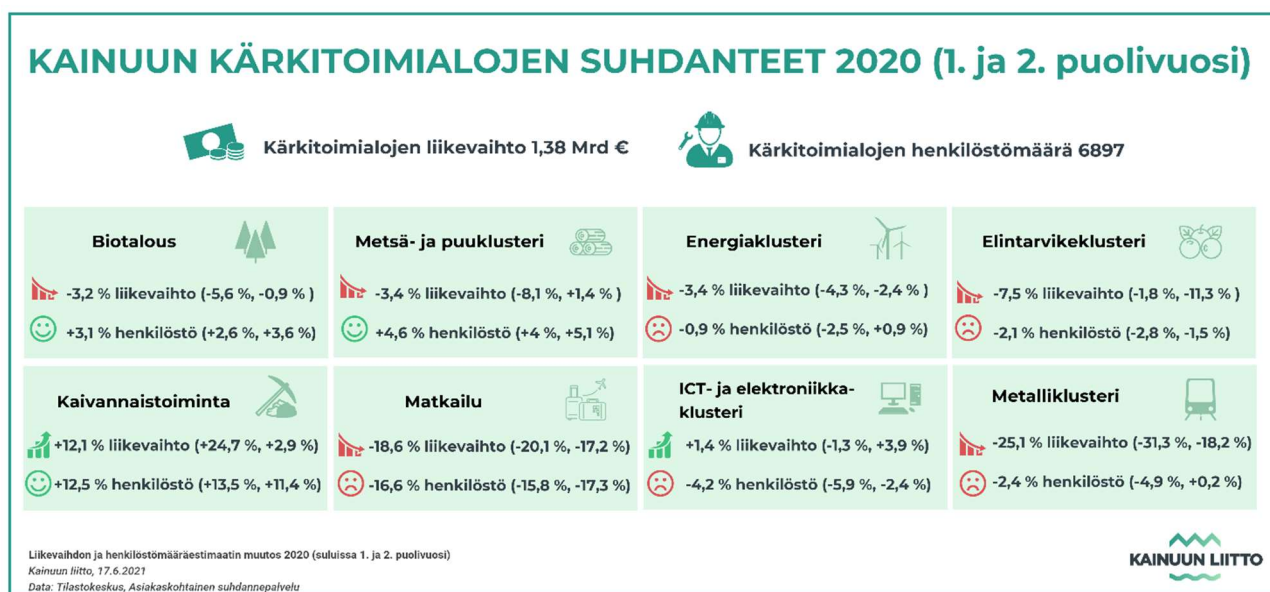 KAINUUN KÄRKITOIMIALOJEN SUHDANTEET 2020 (1. ja 2. puolivuosi)
Kärkitoimialojen liikevaihto 1,38 Mrd €
Kärkitoimialojen henkilöstömäärä 6897
Biotalous
-3,2 % liikevaihto (-5,6 %, -0,9 % )
+3,1 % henkilöstö (+2,6 %, +3,6 %)
Metsä- ja puuklusteri
-3,4 % liikevaihto (-8,1 %, +1,4 % )
+4,6 % henkilöstö (+4 %, +5,1 %)
Energiaklusteri
-3,4 % liikevaihto (-4,3 %, -2,4 % )
-0,9 % henkilöstö (-2,5 %, +0,9 %)
Elintarvikeklusteri
-7,5 % liikevaihto (-1,8 %, -11,3 % )
-2,1 % henkilöstö (-2,8 %, -1,5 %)
Kaivannaistoiminta
+12,1 % liikevaihto (+24,7 %, +2,9 %)
+12,5 % henkilöstö (+13,5 %, +11,4 %)
Matkailu
-18,6 % liikevaihto (-20,1 %, -17,2 %)
-16,6 % henkilöstö (-15,8 %, -17,3 %)
ICT- ja elektroniikka-
klusteri
+1,4 % liikevaihto (-1,3 %, +3,9 %)
-4,2 % henkilöstö (-5,9 %, -2,4 %)
Metalliklusteri
-25,1 % liikevaihto (-31,3 %, -18,2 %)
-2,4 % henkilöstö (-4,9 %, +0,2 %)
Liikevaihdon ja henkilöstömääräestimaatin muutos 2020 (suluissa 1. ja 2. puolivuosi)
Kainuun liitto, 17.6.2021
Data: Tilastokeskus, Asiakaskohtainen suhdannepalvelu
KAINUUN LIITTO